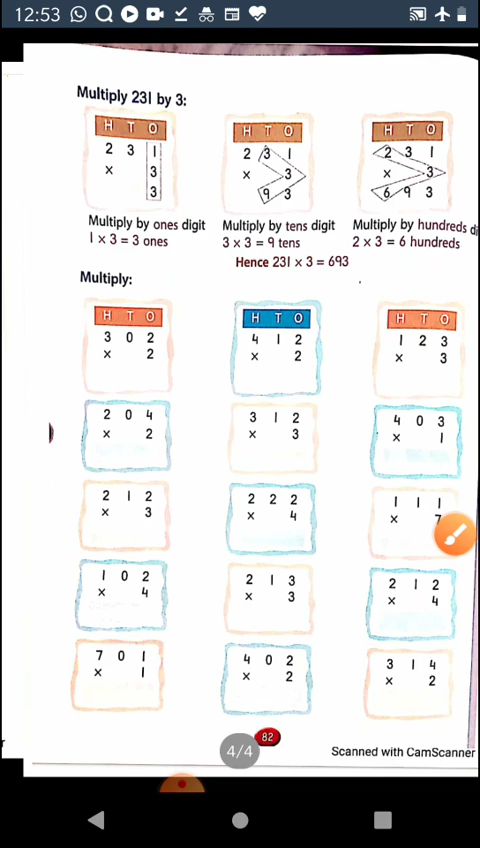 12:53
Multiply 231 by 3:
H T O
2 3 1
x 3
3
H T O
2 3 1
x 3
9 3
H T O
2 3 1
x 3
6 9 3
Multiply by ones digit
1 x 3 = 3 ones
Multiply by tens digit
3 x 3 = 9 tens
Multiply by hundreds di
2 x 3 = 6 hundreds
Hence 231 x 3 = 693
Multiply:
H T O
3 0 2
x 2
H T O
4 1 2
x 2
H T O
1 2 3
x 3
2 0 4
x 2
3 1 2
x 3
4 0 3
x 1
2 1 2
x 3
2 2 2
x 4
1 1 1
x 7
1 0 2
x 4
2 1 3
x 3
2 1 2
x 4
7 0 1
x 1
4 0 2
x 2
3 1 4
x 2
82
4/4
Scanned with CamScanner